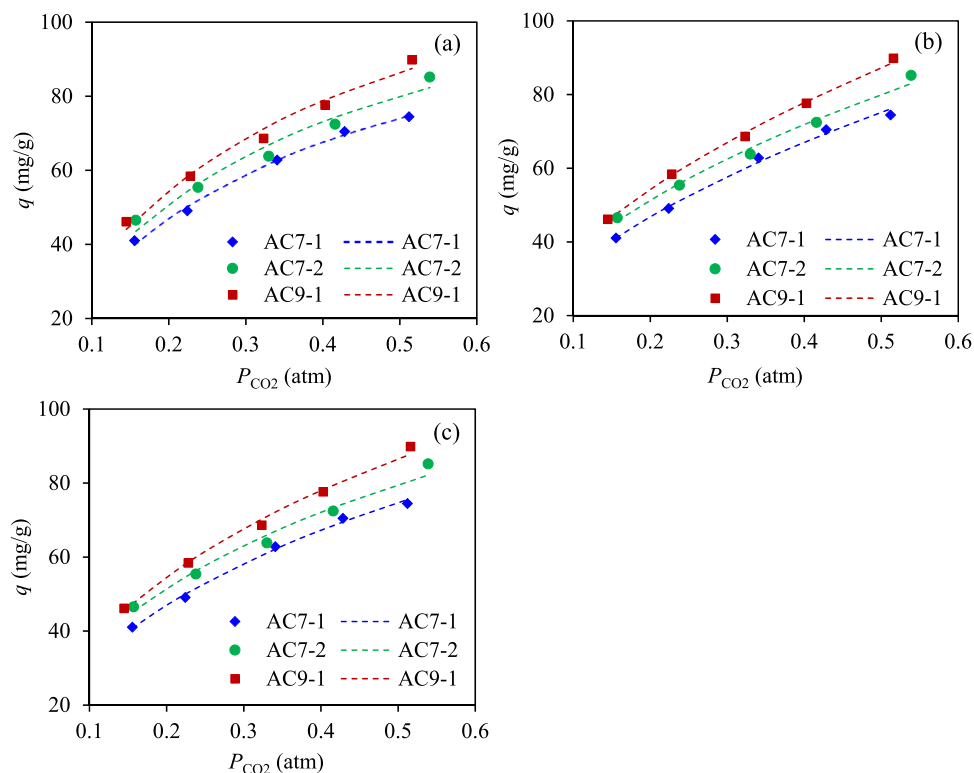 100
80
60
40
20
q (mg/g)
(a)
AC7-1 AC7-1
AC7-2 AC7-2
AC9-1 AC9-1
0.1 0.2 0.3 0.4 0.5 0.6
PCO2 (atm)
100
80
60
40
20
q (mg/g)
(b)
AC7-1 AC7-1
AC7-2 AC7-2
AC9-1 AC9-1
0.1 0.2 0.3 0.4 0.5 0.6
PCO2 (atm)
100
80
60
40
20
q (mg/g)
(c)
AC7-1 AC7-1
AC7-2 AC7-2
AC9-1 AC9-1
0.1 0.2 0.3 0.4 0.5 0.6
PCO2 (atm)